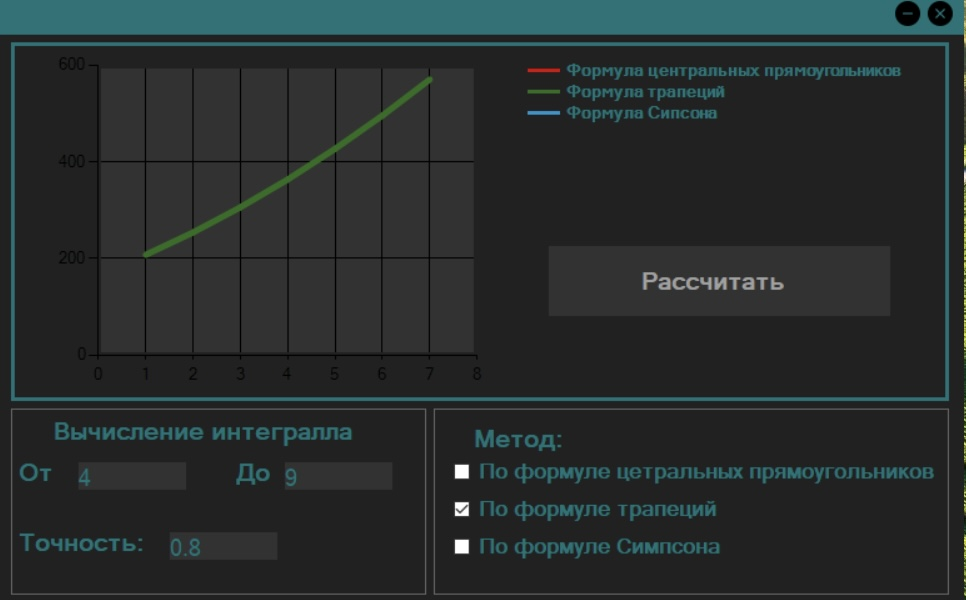 600
400
200
0
0 1 2 3 4 5 6 7 8
Формула центральных прямоугольников
Формула трапеций
Формула Сипсона
Рассчитать
Вычисление интегралла
От 4 До 9
Точность: 0.8
Метод:
По формуле цетральных прямоугольников
По формуле трапеций
По формуле Симпсона